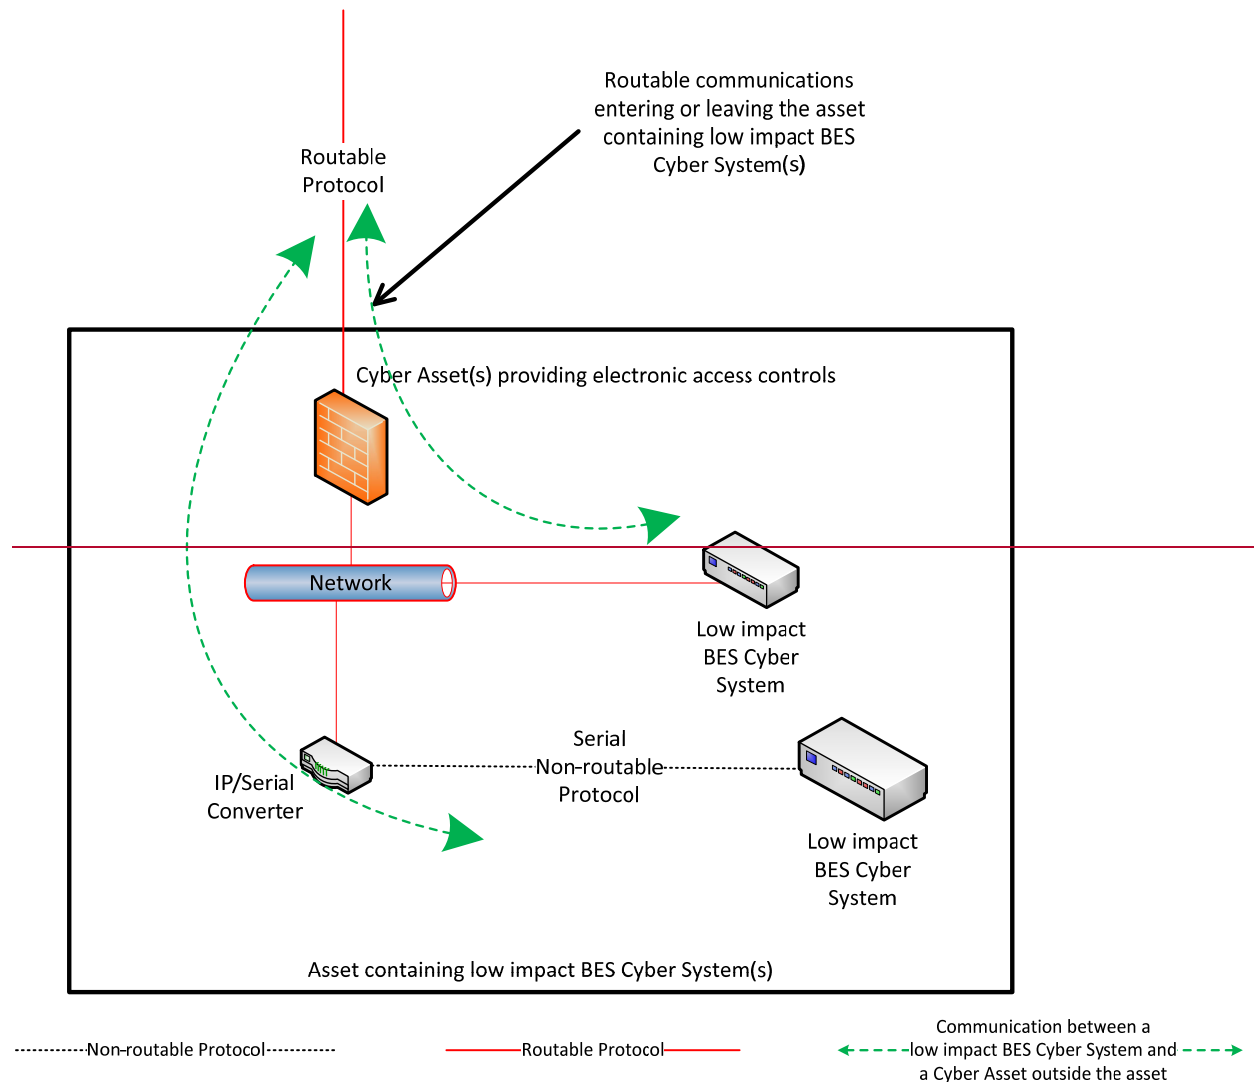 Routable communications
entering or leaving the asset
containing low impact BES
Cyber System(s)
Routable
Protocol
Cyber Asset(s) providing electronic access controls
Network
Low impact
BES Cyber
System
Serial
Non-routable
Protocol
IP/Serial
Converter
Low impact
BES Cyber
System
Asset containing low impact BES Cyber System(s)
Non-routable Protocol
Routable Protocol
Communication between a
low impact BES Cyber System and
a Cyber Asset outside the asset